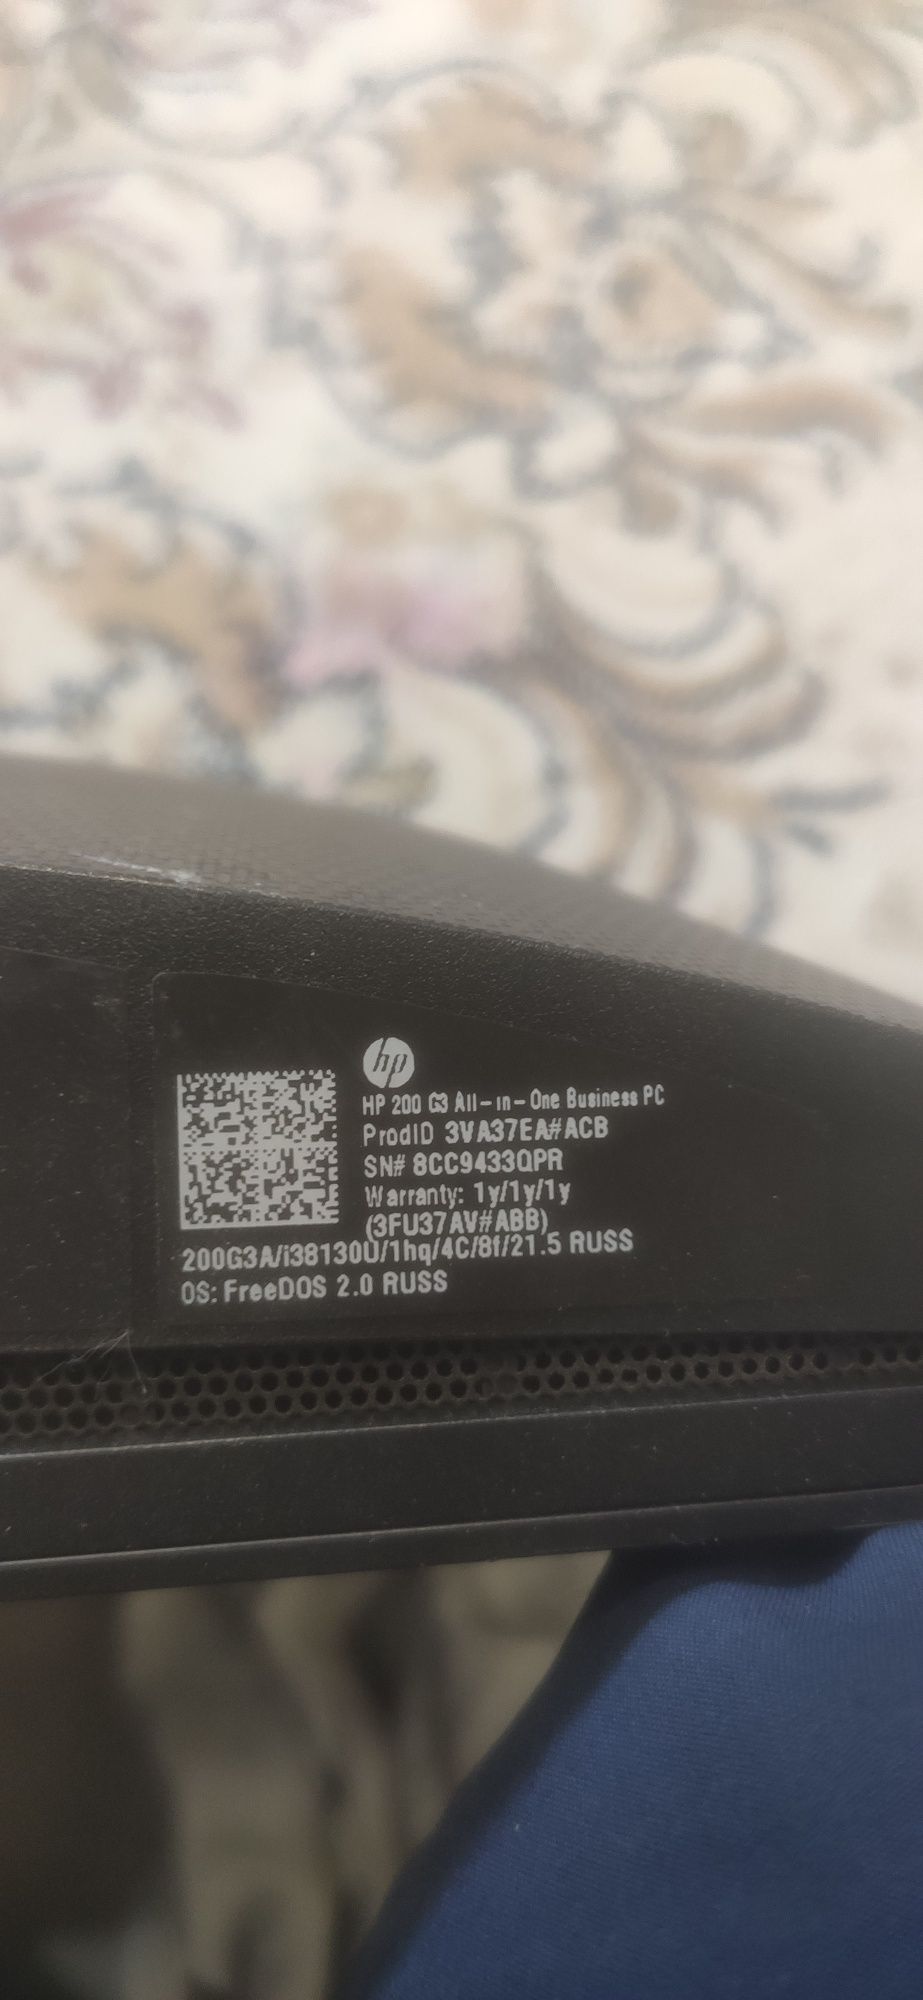 hp
HP 200 G3 All-in-One Business PC
ProdID 3VA37EA#ACB
SN# 8CC9433QPR
Warranty: 1y/1y/1y
(3FU37AV#ABB)
200G3A/i38130U/1hq/4C/8f/21.5 RUSS
OS: FreeDOS 2.0 RUSS